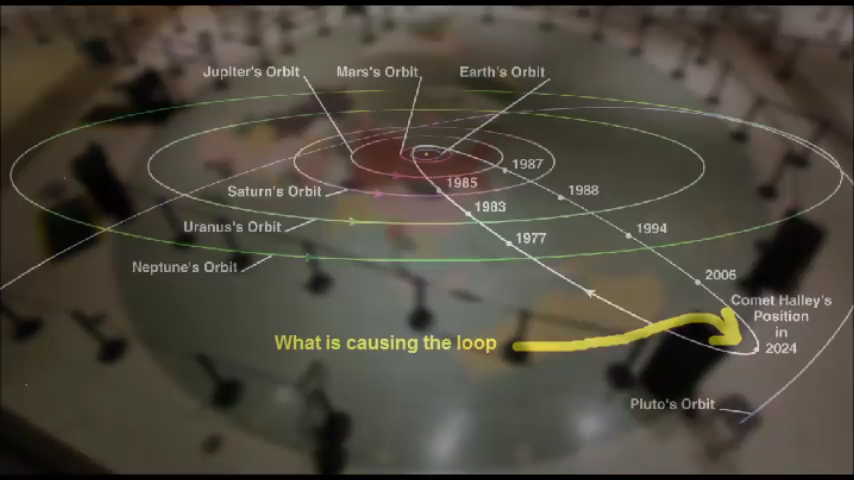 Jupiter's Orbit
Mars's Orbit
Earth's Orbit
1987
1985
Saturn's Orbit
1988
1983
Uranus's Orbit
1994
1977
Neptune's Orbit
2005
Comet Halley's
Position
in
2024
What is causing the loop
Pluto's Orbit